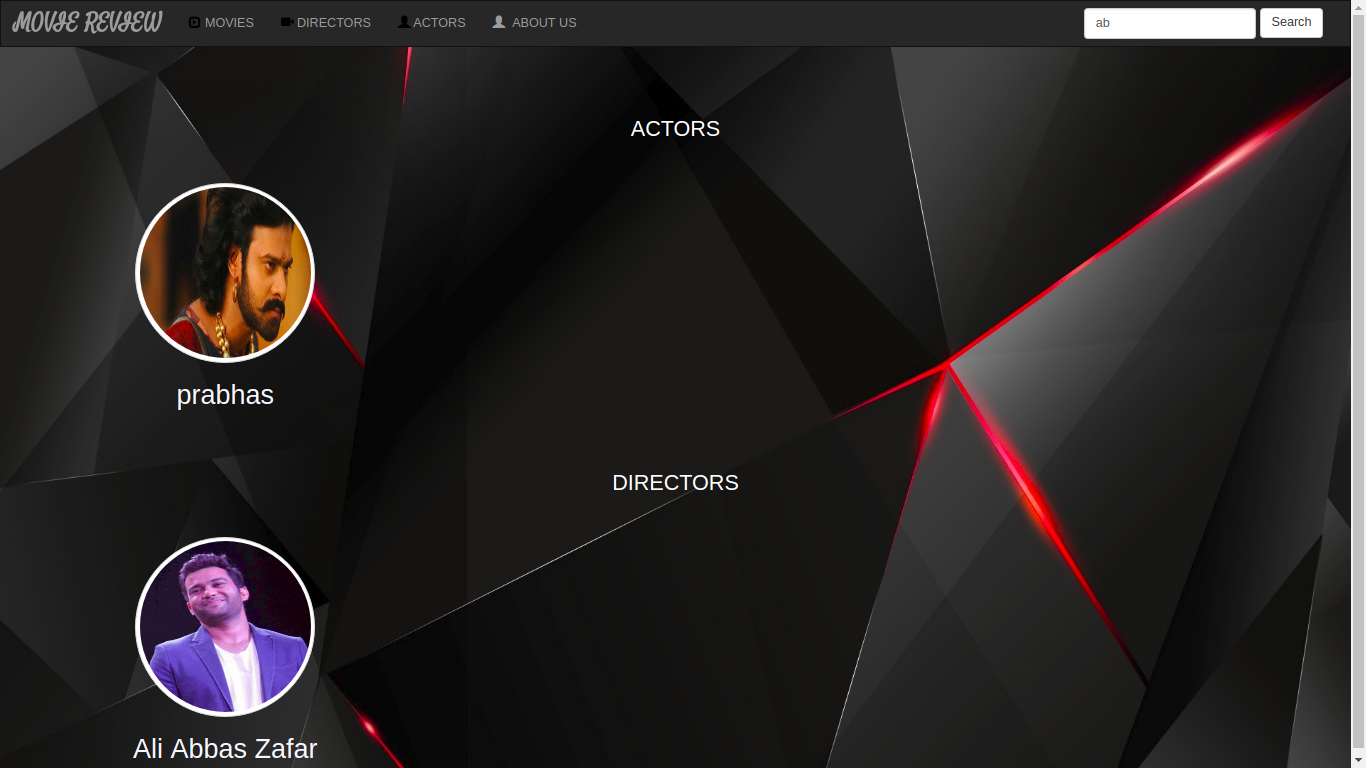 MOVIE REVIEW MOVIES DIRECTORS ACTORS ABOUT US ab Search
ACTORS
prabhas
DIRECTORS
Ali Abbas Zafar